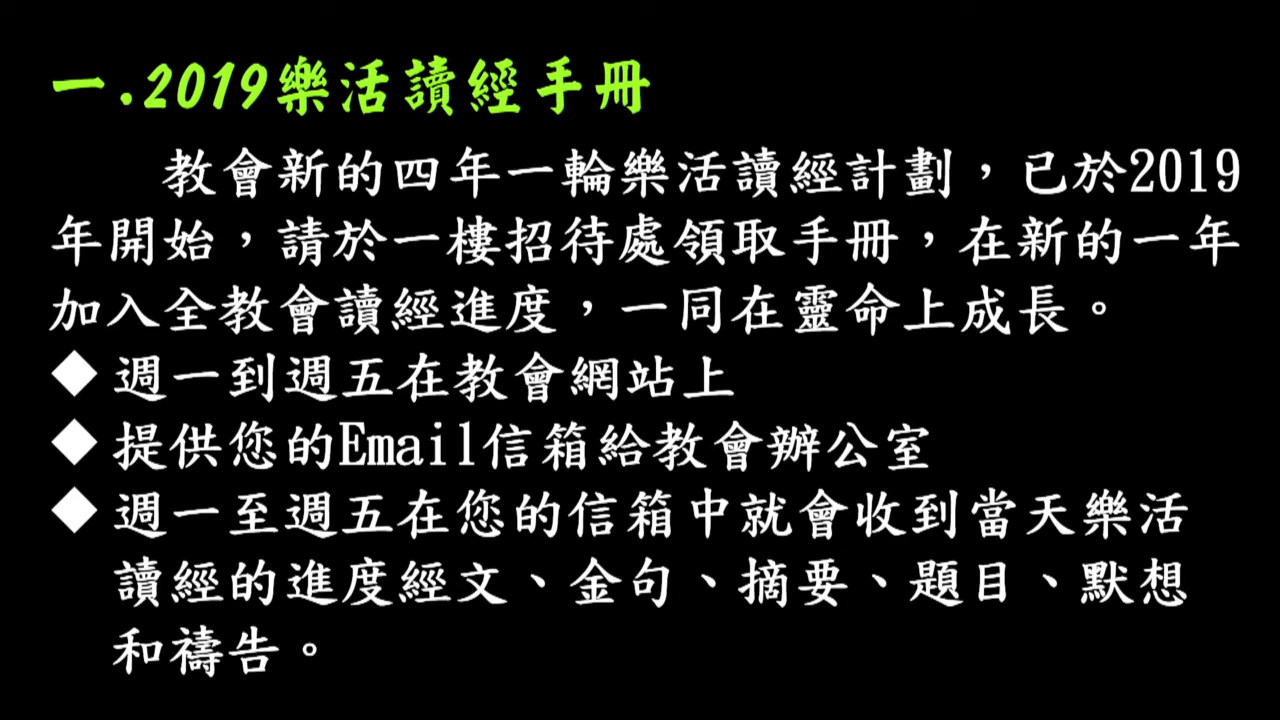 一.2019樂活讀經手冊
教會新的四年一輪樂活讀經計劃，已於2019
年開始，請於一樓招待處領取手冊，在新的一年
加入全教會讀經進度，一同在靈命上成長。
◆週一到週五在教會網站上
◆提供您的Email信箱給教會辦公室
◆週一至週五在您的信箱中就會收到當天樂活
讀經的進度經文、金句、摘要、題目、默想
和禱告。